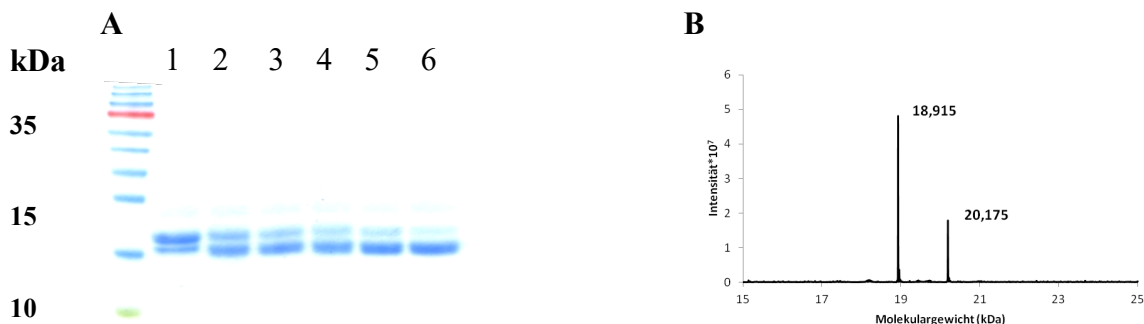 A
kDa 1 2 3 4 5 6
35
15
10
B
6
5
4
3
2
1
0
Intensität*10⁷
18,915
20,175
15 17 19 21 23 25
Molekulargewicht (kDa)